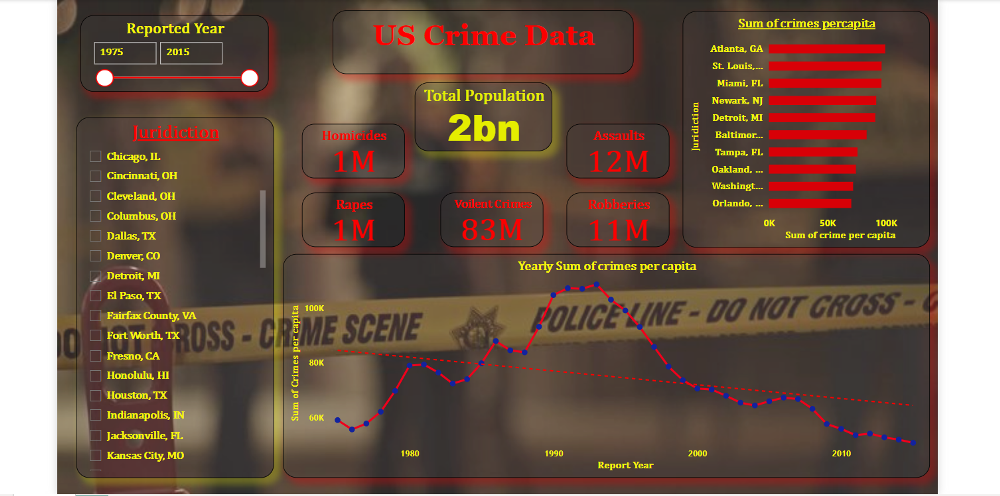 Reported Year
1975 2015
US Crime Data
Total Population
2bn
Homicides
1M
Assaults
12M
Rapes
1M
Voilent Crimes
83M
Robberies
11M
Juridiction
Chicago, IL
Cincinnati, OH
Cleveland, OH
Columbus, OH
Dallas, TX
Denver, CO
Detroit, MI
El Paso, TX
Fairfax County, VA
Fort Worth, TX
Fresno, CA
Honolulu, HI
Houston, TX
Indianapolis, IN
Jacksonville, FL
Kansas City, MO
Sum of crimes percapita
Juridiction
Atlanta, GA
St. Louis,...
Miami, FL
Newark, NJ
Detroit, MI
Baltimor...
Tampa, FL
Oakland, ...
Washingt...
Orlando, ...
0K 50K 100K
Sum of crime per capita
Yearly Sum of crimes per capita
Sum of Crimes per capita
100K
80K
60K
1980 1990 2000 2010
Report Year
DO NOT CROSS - CRIME SCENE
POLICE LINE - DO NOT CROSS - C